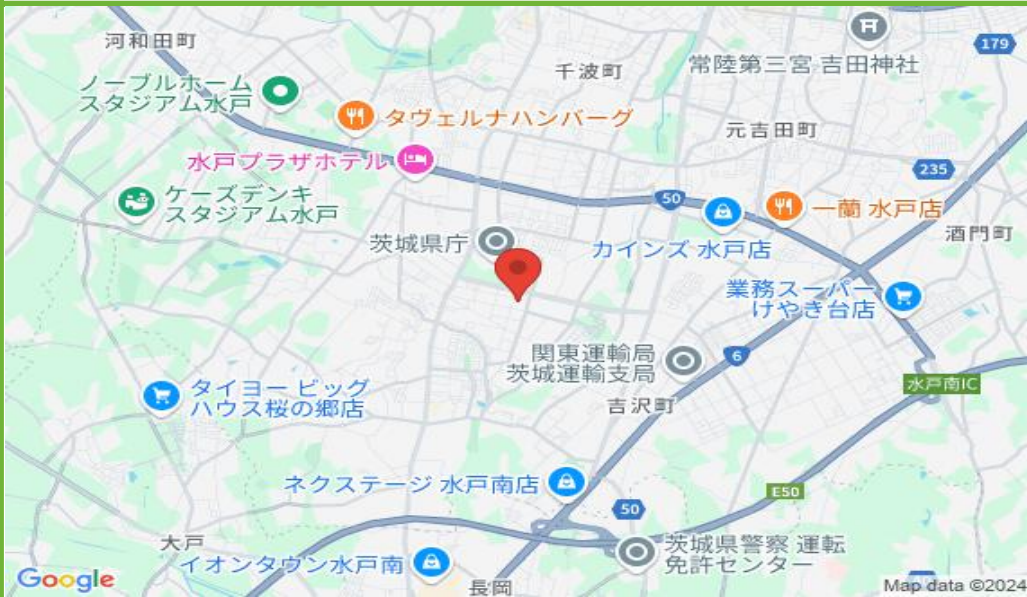 河和田町
ノーブルホーム
スタジアム水戸
千波町
常陸第三宮 吉田神社
179
タヴェルナハンバーグ
元吉田町
水戸プラザホテル
235
ケーズデンキ
スタジアム水戸
50
一蘭 水戸店
酒門町
茨城県庁
カインズ 水戸店
業務スーパー
けやき台店
関東運輸局
茨城運輸支局
6
水戸南IC
タイヨー ビッグ
ハウス桜の郷店
吉沢町
ネクステージ 水戸南店
E50
50
大戸
イオンタウン水戸南
茨城県警察 運転
免許センター
長岡
Google
Map data ©2024